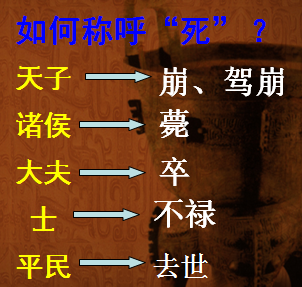 如何称呼“死”?
天子 崩、驾崩
诸侯 薨
大夫 卒
士 不禄
平民 去世